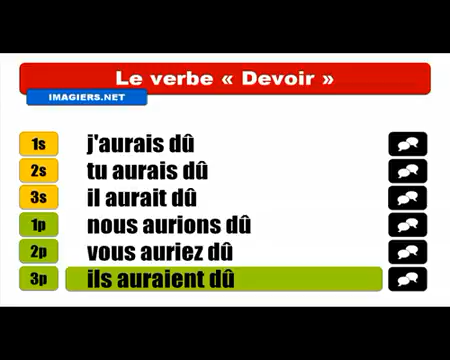 Le verbe « Devoir »
IMAGIERS.NET
1s j'aurais dû
2s tu aurais dû
3s il aurait dû
1p nous aurions dû
2p vous auriez dû
3p ils auraient dû